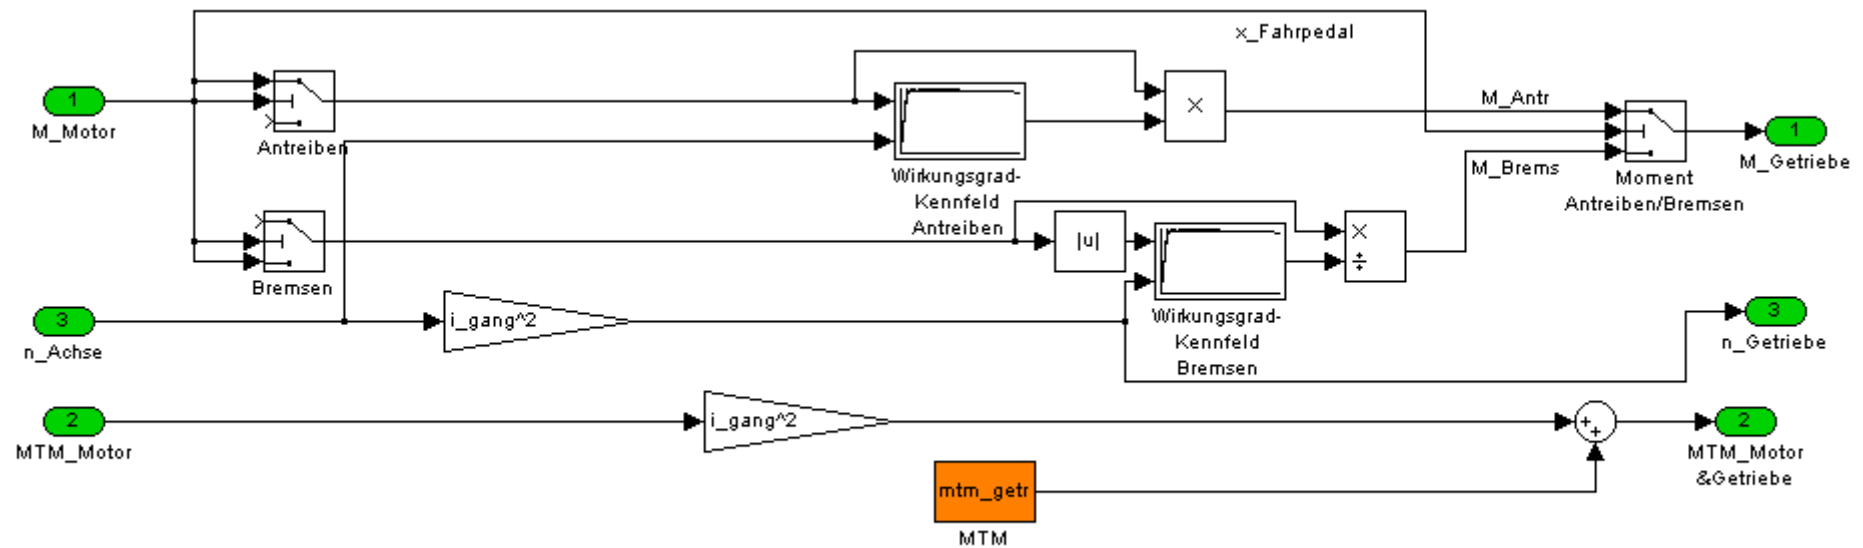 x_Fahrpedal
1
M_Motor
Antreiben
×
M_Antr
1
M_Getriebe
Wirkungsgrad-
Kennfeld
Antreiben
M_Brems
Moment
Antreiben/Bremsen
|u|
×
÷
Bremsen
3
n_Achse
i_gang^2
Wirkungsgrad-
Kennfeld
Bremsen
3
n_Getriebe
2
MTM_Motor
i_gang^2
+
+
2
MTM_Motor
&Getriebe
mtm_getr
MTM